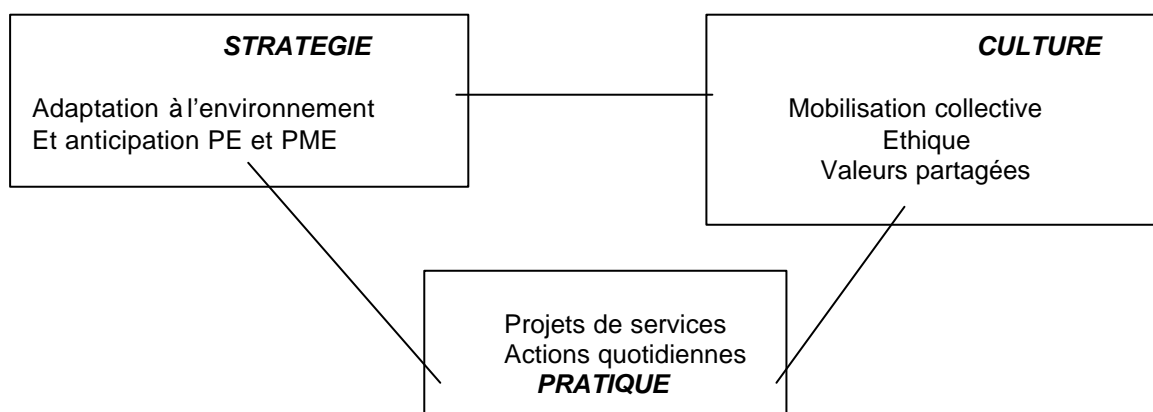 STRATEGIE
Adaptation à l'environnement
Et anticipation PE et PME
CULTURE
Mobilisation collective
Ethique
Valeurs partagées
Projets de services
Actions quotidiennes
PRATIQUE